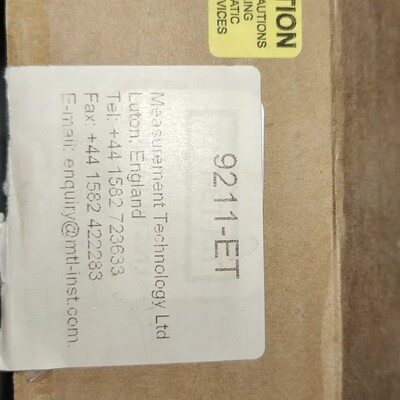 9211-ET
Measurement Technology Ltd
Luton, England
Tel: +44 1582 723633
Fax: +44 1582 422283
E-mail: enquiry@mtl-inst.com.
TION
CAUTIONS
ING
ATIC
VICES